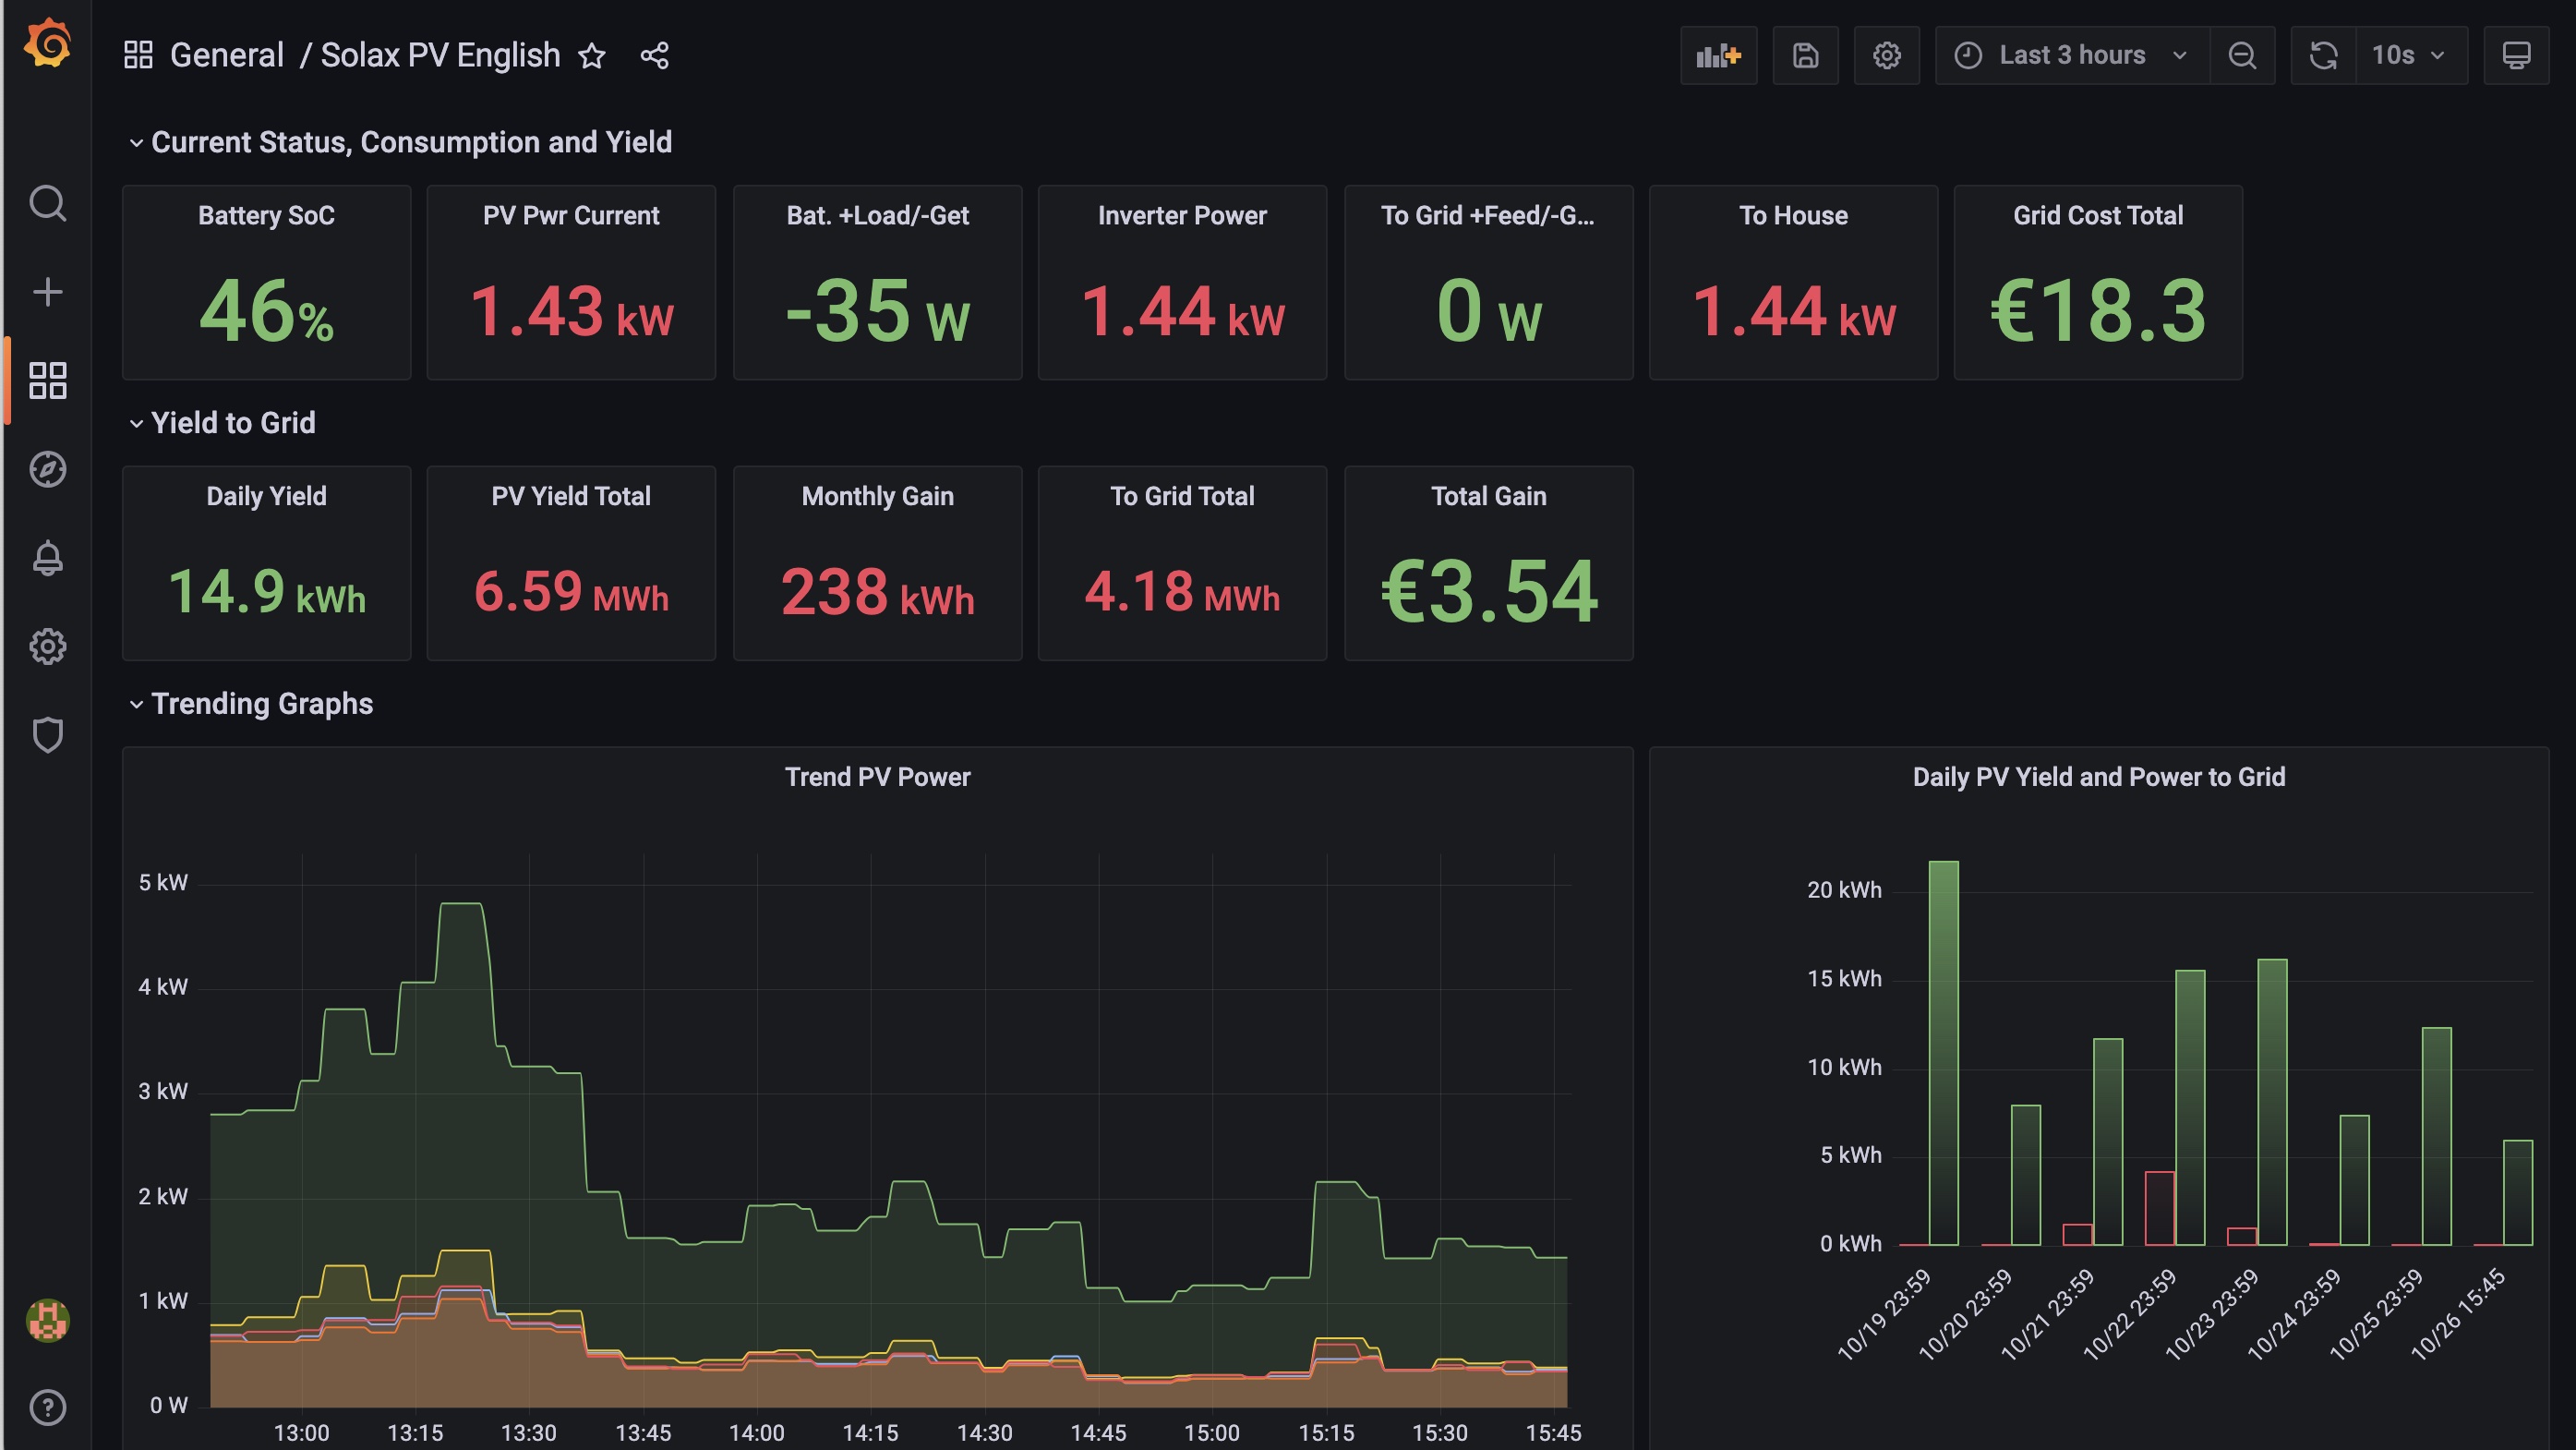 General / Solax PV English
Last 3 hours
10s
Current Status, Consumption and Yield
Battery SoC
46%
PV Pwr Current
1.43 kW
Bat. +Load/-Get
-35 W
Inverter Power
1.44 kW
To Grid +Feed/-G...
0 W
To House
1.44 kW
Grid Cost Total
€18.3
Yield to Grid
Daily Yield
14.9 kWh
PV Yield Total
6.59 MWh
Monthly Gain
238 kWh
To Grid Total
4.18 MWh
Total Gain
€3.54
Trending Graphs
Trend PV Power
5 kW
4 kW
3 kW
2 kW
1 kW
0 W
13:00
13:15
13:30
13:45
14:00
14:15
14:30
14:45
15:00
15:15
15:30
15:45
Daily PV Yield and Power to Grid
20 kWh
15 kWh
10 kWh
5 kWh
0 kWh
10/19 23:59
10/20 23:59
10/21 23:59
10/22 23:59
10/23 23:59
10/24 23:59
10/25 23:59
10/26 15:45